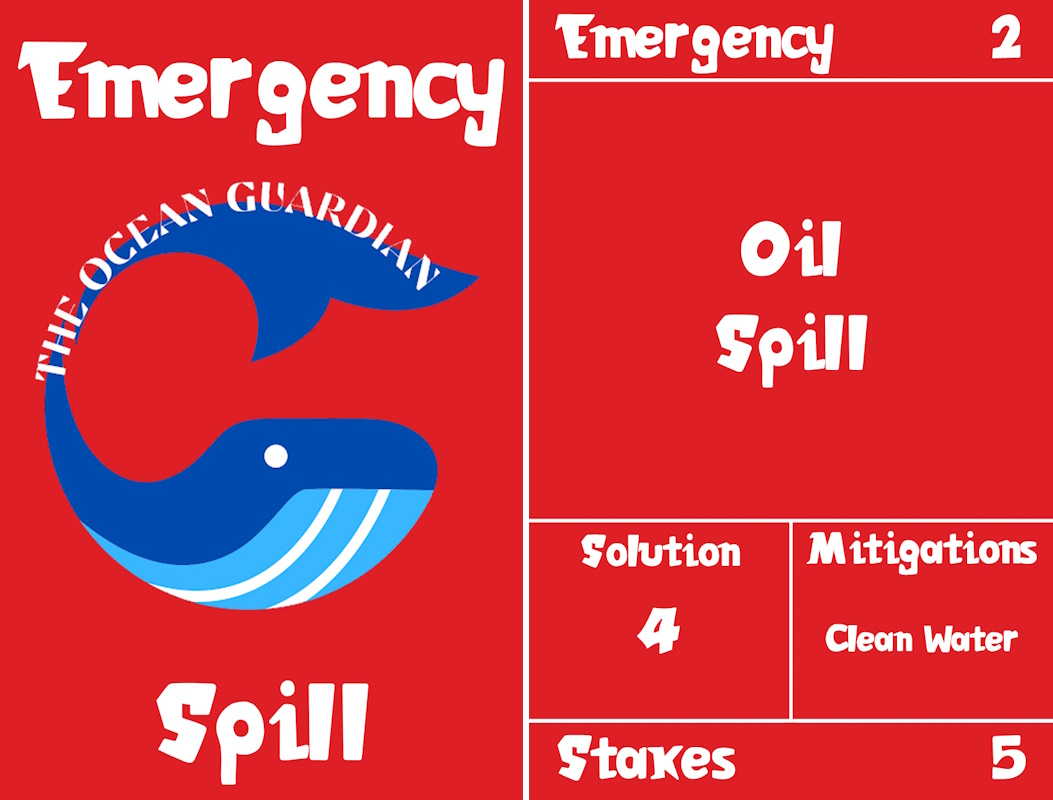 Emergency
THE OCEAN GUARDIAN
Spill
Emergency 2
Oil
Spill
Solution
4
Mitigations
Clean Water
Stakes 5